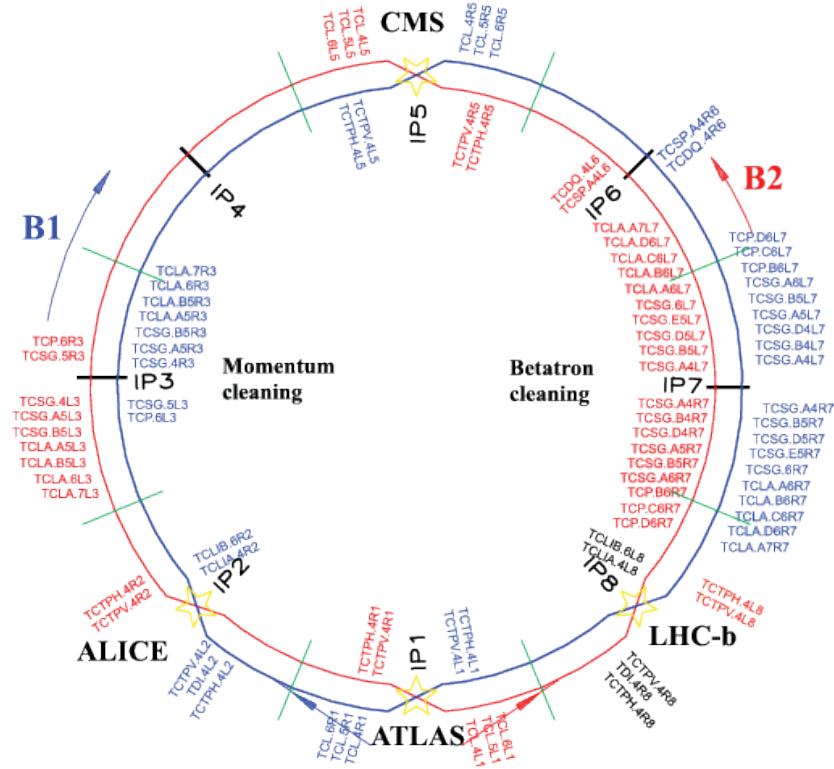 CMS
TCL.4L5
TCL.5L5
TCL.6L5
TCL.4R5
TCL.5R5
TCL.6R5
IP5
TCTPV.4L5
TCTPH.4L5
TCTPV.4R5
TCTPH.4R5
TCSP.A4R6
TCDQ.4R6
TCDQ.4L6
TCSP.A4L6
IP6
IP4
B1
B2
TCLA.A7L7
TCLA.D6L7
TCLA.C6L7
TCLA.B6L7
TCLA.A6L7
TCSG.6L7
TCSG.E5L7
TCSG.D5L7
TCSG.B5L7
TCSG.A4L7
TCP.D6L7
TCP.C6L7
TCP.B6L7
TCSG.A6L7
TCSG.B5L7
TCSG.A5L7
TCSG.D4L7
TCSG.B4L7
TCSG.A4L7
TCLA.7R3
TCLA.6R3
TCLA.B5R3
TCLA.A5R3
TCSG.B5R3
TCSG.A5R3
TCSG.4R3
TCP.6R3
TCSG.5R3
IP3
Momentum
cleaning
Betatron
cleaning
IP7
TCSG.5L3
TCP.6L3
TCSG.4L3
TCSG.A5L3
TCSG.B5L3
TCLA.A5L3
TCLA.B5L3
TCLA.6L3
TCLA.7L3
TCSG.A4R7
TCSG.B4R7
TCSG.D4R7
TCSG.A5R7
TCSG.B5R7
TCSG.A6R7
TCP.B6R7
TCP.C6R7
TCP.D6R7
TCSG.A4R7
TCSG.B5R7
TCSG.D5R7
TCSG.E5R7
TCSG.6R7
TCLA.A6R7
TCLA.B6R7
TCLA.C6R7
TCLA.D6R7
TCLA.A7R7
TCLIB.6R2
TCLIA.4R2
IP2
TCLIB.6L8
TCLIA.4L8
IP8
TCTPH.4R2
TCTPV.4R2
ALICE
TCTPV.4L2
TDI.4L2
TCTPH.4L2
TCTPH.4L8
TCTPV.4L8
LHC-b
TCTPV.4R8
TDI.4R8
TCTPH.4R8
TCTPH.4R1
TCTPV.4R1
IP1
TCTPH.4L1
TCTPV.4L1
TCL.6R1
TCL.5R1
TCL.4R1
ATLAS
TCL.6L1
TCL.5L1
TCL.4L1